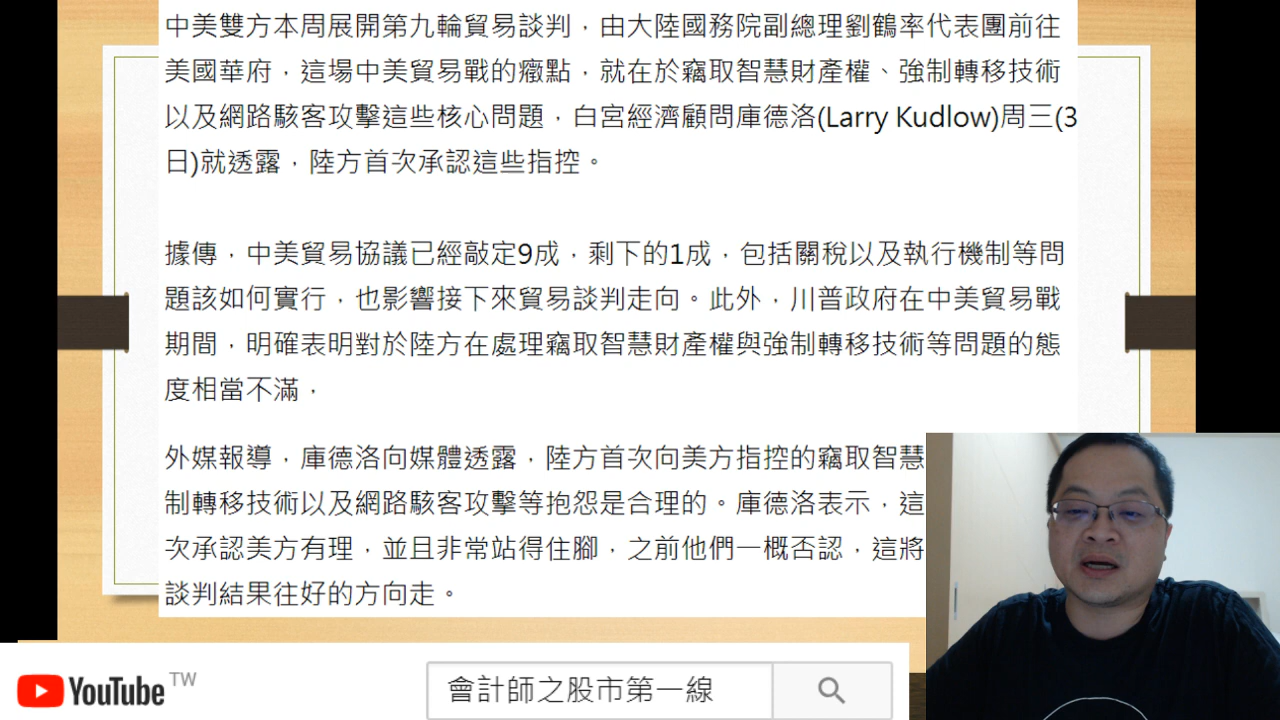 中美雙方本周展開第九輪貿易談判，由大陸國務院副總理劉鶴率代表團前往
美國華府，這場中美貿易戰的癥點，就在於竊取智慧財產權、強制轉移技術
以及網路駭客攻擊這些核心問題，白宮經濟顧問庫德洛(Larry Kudlow)周三(3
日)就透露，陸方首次承認這些指控。
據傳，中美貿易協議已經敲定9成，剩下的1成，包括關稅以及執行機制等問
題該如何實行，也影響接下來貿易談判走向。此外，川普政府在中美貿易戰
期間，明確表明對於陸方在處理竊取智慧財產權與強制轉移技術等問題的態
度相當不滿，
外媒報導，庫德洛向媒體透露，陸方首次向美方指控的竊取智慧
制轉移技術以及網路駭客攻擊等抱怨是合理的。庫德洛表示，這
次承認美方有理，並且非常站得住腳，之前他們一概否認，這將
談判結果往好的方向走。
YouTube TW
會計師之股市第一線